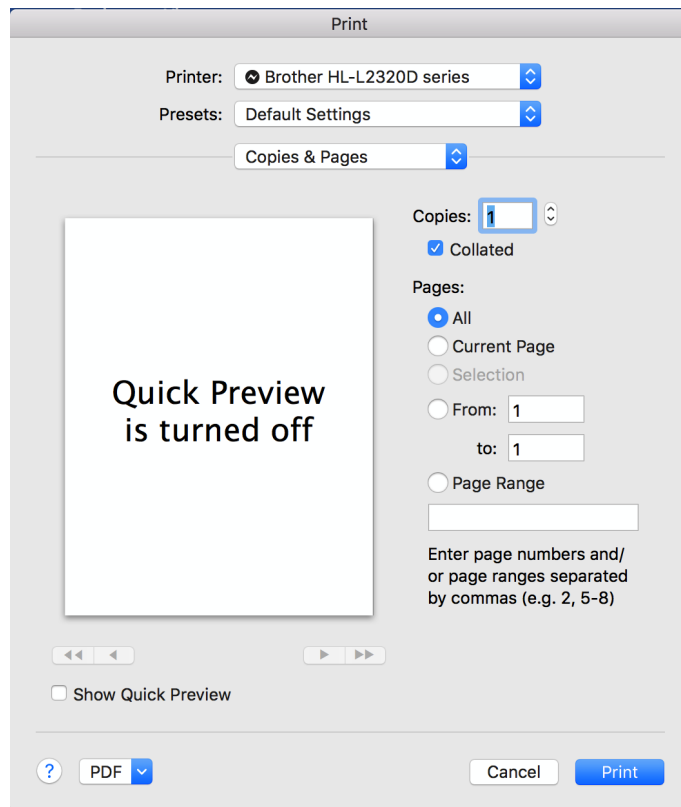 Print
Printer: Brother HL-L2320D series
Presets: Default Settings
Copies & Pages
Copies: 1
Collated
Pages:
All
Current Page
Selection
From: 1
to: 1
Page Range
Enter page numbers and/
or page ranges separated
by commas (e.g. 2, 5-8)
Quick Preview
is turned off
Show Quick Preview
? PDF Cancel Print